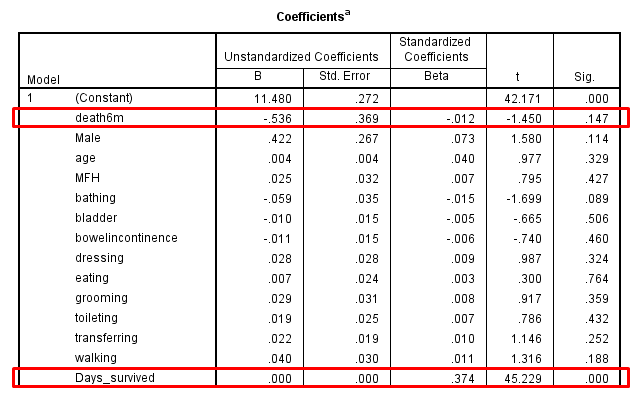 Coefficientsa
Unstandardized Coefficients Standardized Coefficients
Model B Std. Error Beta t Sig.
1 (Constant) 11.480 .272 42.171 .000
death6m -.536 .369 -.012 -1.450 .147
Male .422 .267 .073 1.580 .114
age .004 .004 .040 .977 .329
MFH .025 .032 .007 .795 .427
bathing -.059 .035 -.015 -1.699 .089
bladder -.010 .015 -.005 -.665 .506
bowelincontinence -.011 .015 -.006 -.740 .460
dressing .028 .028 .009 .987 .324
eating .007 .024 .003 .300 .764
grooming .029 .031 .008 .917 .359
toileting .019 .025 .007 .786 .432
transferring .022 .019 .010 1.146 .252
walking .040 .030 .011 1.316 .188
Days_survived .000 .000 .374 45.229 .000